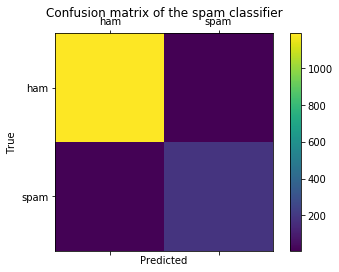 Confusion matrix of the spam classifier
ham spam
ham
spam
True
Predicted
1000
800
600
400
200